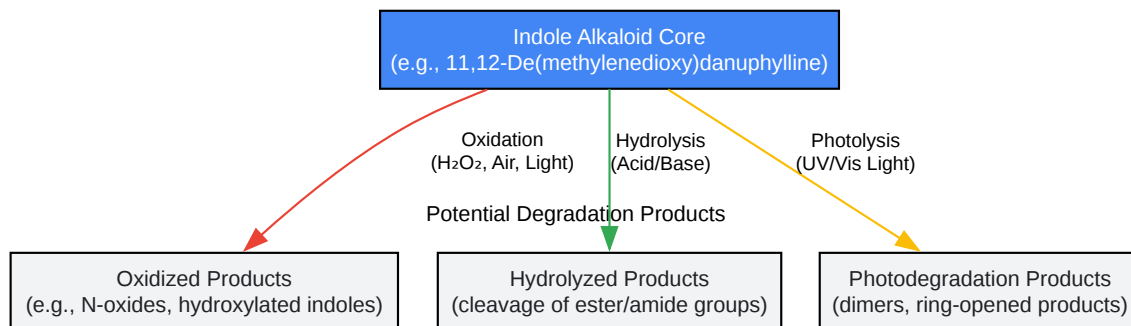 Indole Alkaloid Core
(e.g., 11,12-De(methylenedioxy)danuphylline)
Oxidation
(H₂O₂, Air, Light)
Hydrolysis
(Acid/Base)
Photolysis
(UV/Vis Light)
Potential Degradation Products
Oxidized Products
(e.g., N-oxides, hydroxylated indoles)
Hydrolyzed Products
(cleavage of ester/amide groups)
Photodegradation Products
(dimers, ring-opened products)